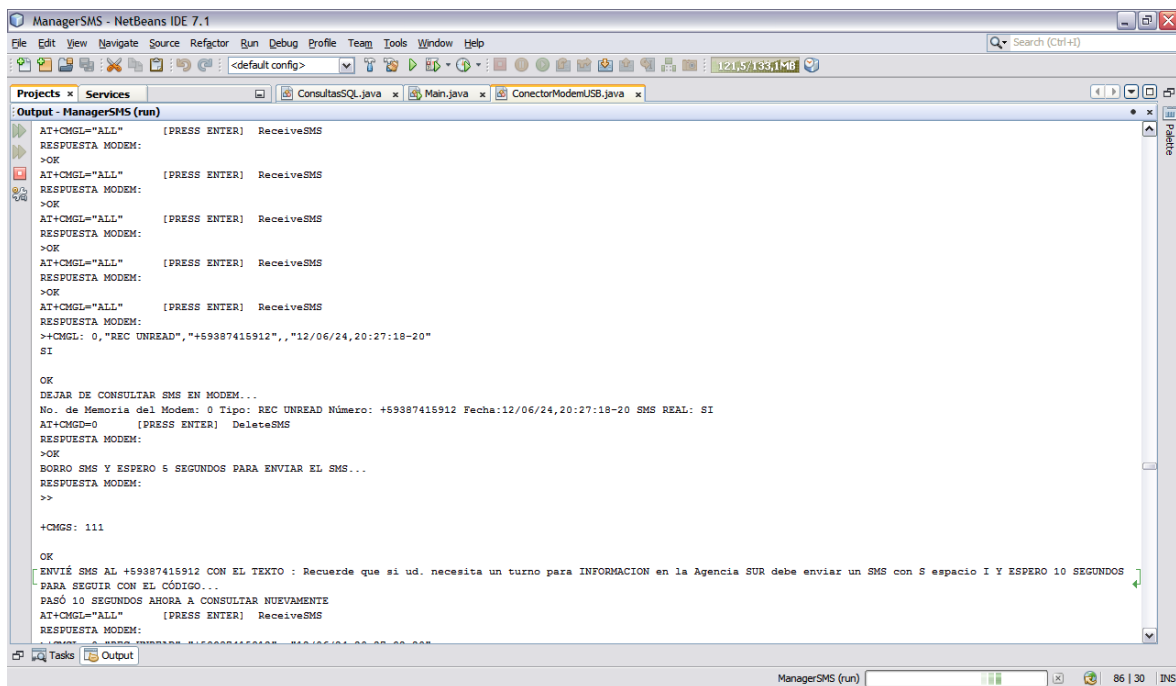 ManagerSMS - NetBeans IDE 7.1
File Edit View Navigate Source Refactor Run Debug Profile Team Tools Window Help
Search (Ctrl+I)
<default config>
121,5/133,1MB
Projects Services ConsultasSQL.java Main.java ConectorModemUSB.java
Output - ManagerSMS (run)
Palette
AT+CMGL="ALL" [PRESS ENTER] ReceiveSMS
RESPUESTA MODEM:
>OK
AT+CMGL="ALL" [PRESS ENTER] ReceiveSMS
RESPUESTA MODEM:
>OK
AT+CMGL="ALL" [PRESS ENTER] ReceiveSMS
RESPUESTA MODEM:
>OK
AT+CMGL="ALL" [PRESS ENTER] ReceiveSMS
RESPUESTA MODEM:
>OK
AT+CMGL="ALL" [PRESS ENTER] ReceiveSMS
RESPUESTA MODEM:
>+CMGL: 0,"REC UNREAD","+59387415912",,"12/06/24,20:27:18-20"
SI
OK
DEJAR DE CONSULTAR SMS EN MODEM...
No. de Memoria del Modem: 0 Tipo: REC UNREAD Número: +59387415912 Fecha:12/06/24,20:27:18-20 SMS REAL: SI
AT+CMGD=0 [PRESS ENTER] DeleteSMS
RESPUESTA MODEM:
>OK
BORRO SMS Y ESPERO 5 SEGUNDOS PARA ENVIAR EL SMS...
RESPUESTA MODEM:
>>
+CMGS: 111
OK
ENVIÉ SMS AL +59387415912 CON EL TEXTO : Recuerde que si ud. necesita un turno para INFORMACION en la Agencia SUR debe enviar un SMS con S espacio I Y ESPERO 10 SEGUNDOS
PARA SEGUIR CON EL CÓDIGO...
PASÓ 10 SEGUNDOS AHORA A CONSULTAR NUEVAMENTE
AT+CMGL="ALL" [PRESS ENTER] ReceiveSMS
RESPUESTA MODEM:
Tasks Output
ManagerSMS (run) 86 | 30 INS